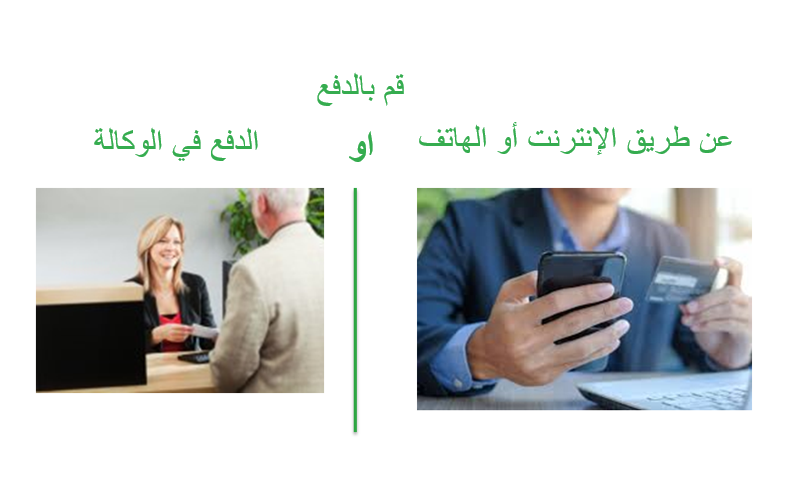 قم بالدفع
عن طريق الإنترنت أو الهاتف
او
الدفع في الوكالة